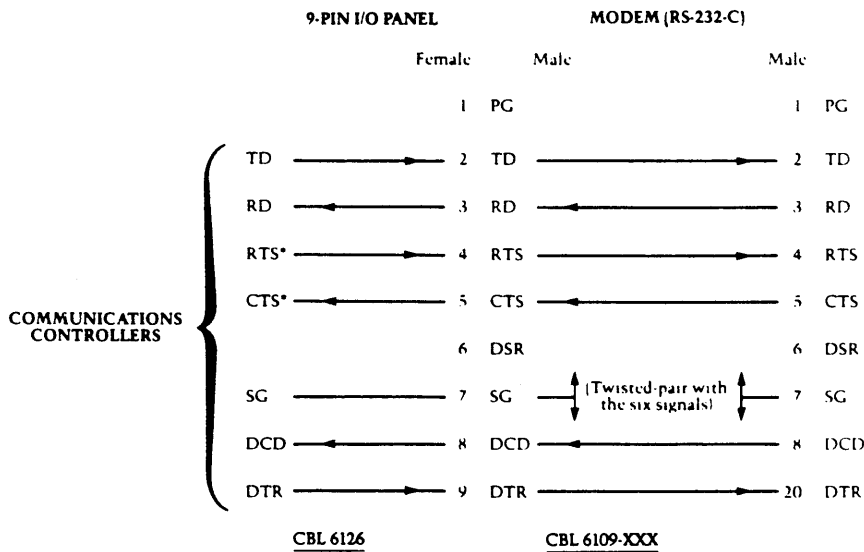 9-PIN I/O PANEL MODEM (RS-232-C)
Female Male Male
1 PG 1 PG
TD 2 TD 2 TD
RD 3 RD 3 RD
RTS* 4 RTS 4 RTS
CTS* 5 CTS 5 CTS
COMMUNICATIONS
CONTROLLERS
6 DSR 6 DSR
SG 7 SG (Twisted-pair with 7 SG
the six signals)
DCD 8 DCD 8 DCD
DTR 9 DTR 20 DTR
CBL 6126 CBL 6109-XXX